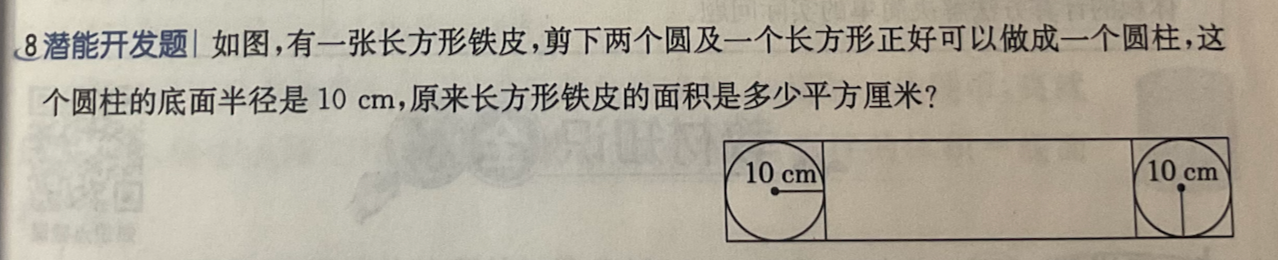 8潜能开发题| 如图,有一张长方形铁皮,剪下两个圆及一个长方形正好可以做成一个圆柱,这
个圆柱的底面半径是 10 cm,原来长方形铁皮的面积是多少平方厘米?
10 cm
10 cm